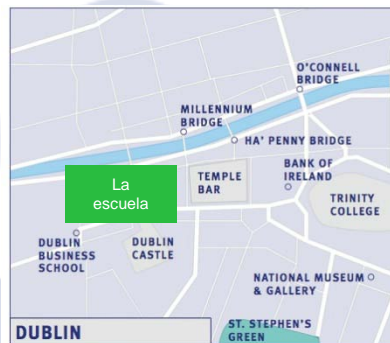 O'CONNELL
BRIDGE
MILLENNIUM
BRIDGE
HA' PENNY BRIDGE
BANK OF
IRELAND
TEMPLE
BAR
La
escuela
TRINITY
COLLEGE
DUBLIN
BUSINESS
SCHOOL
DUBLIN
CASTLE
NATIONAL MUSEUM
& GALLERY
DUBLIN
ST. STEPHEN'S
GREEN